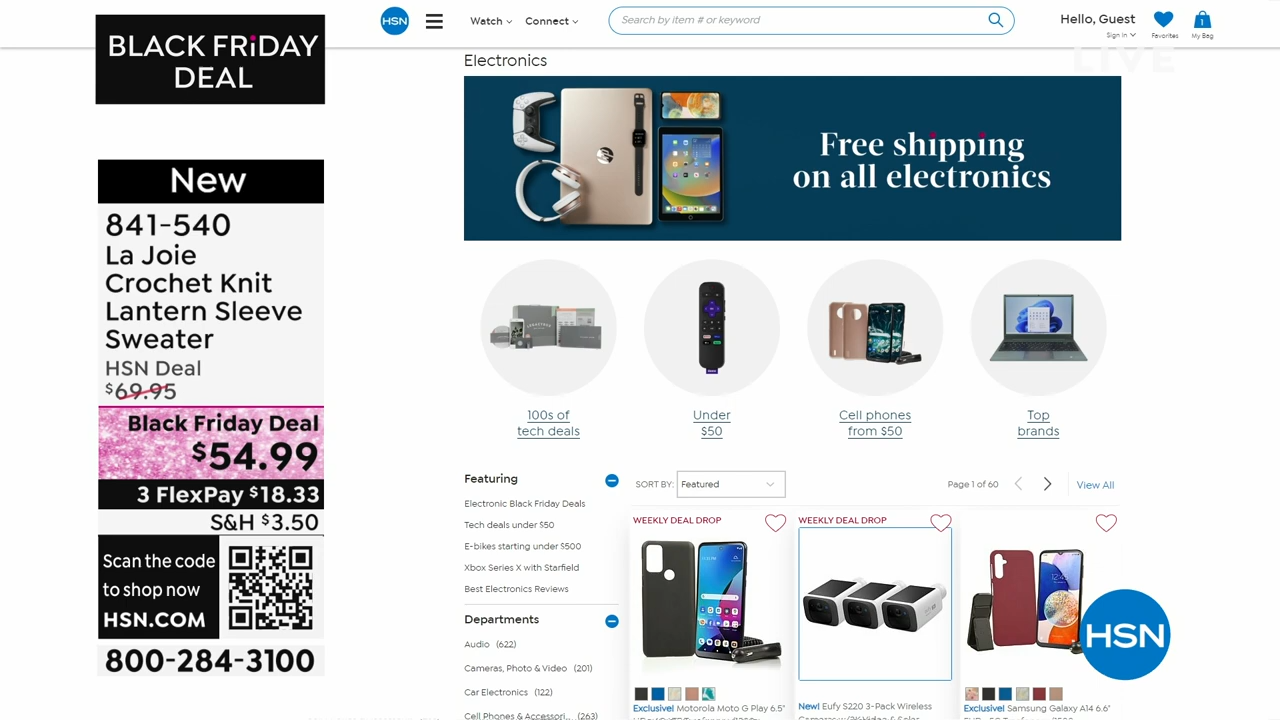 BLACK FRiDAY
DEAL
New
841-540
La Joie
Crochet Knit
Lantern Sleeve
Sweater
HSN Deal
$69.95
Black Friday Deal
$54.99
3 FlexPay $18.33
S&H $3.50
Scan the code
to shop now
HSN.COM
800-284-3100
HSN
Watch
Connect
Search by item # or keyword
Hello, Guest
Sign In
Favorites
1
My Bag
LIVE
Electronics
Free shipping
on all electronics
100s of
tech deals
Under
$50
Cell phones
from $50
Top
brands
Featuring
Electronic Black Friday Deals
Tech deals under $50
E-bikes starting under $500
Xbox Series X with Starfield
Best Electronics Reviews
Departments
Audio (622)
Cameras, Photo & Video (201)
Car Electronics (122)
Cell Phones & Accessori... (263)
SORT BY: Featured
Page 1 of 60
View All
WEEKLY DEAL DROP
Exclusive! Motorola Moto G Play 6.5"
WEEKLY DEAL DROP
New! Eufy S220 3-Pack Wireless
Exclusive! Samsung Galaxy A14 6.6"
HSN